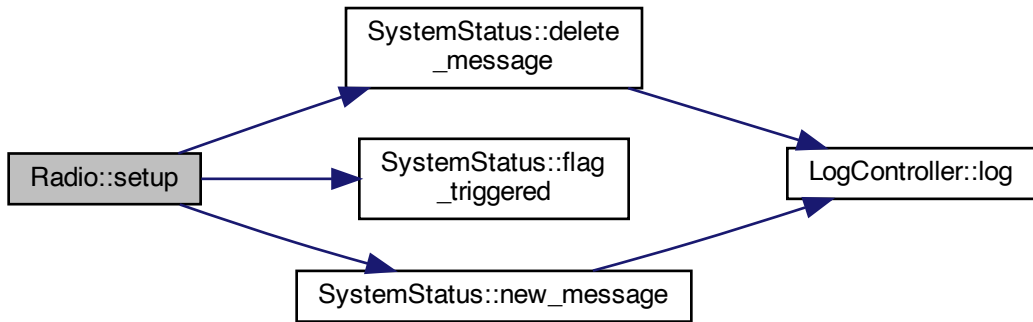 SystemStatus::delete
_message
Radio::setup
SystemStatus::flag
_triggered
LogController::log
SystemStatus::new_message